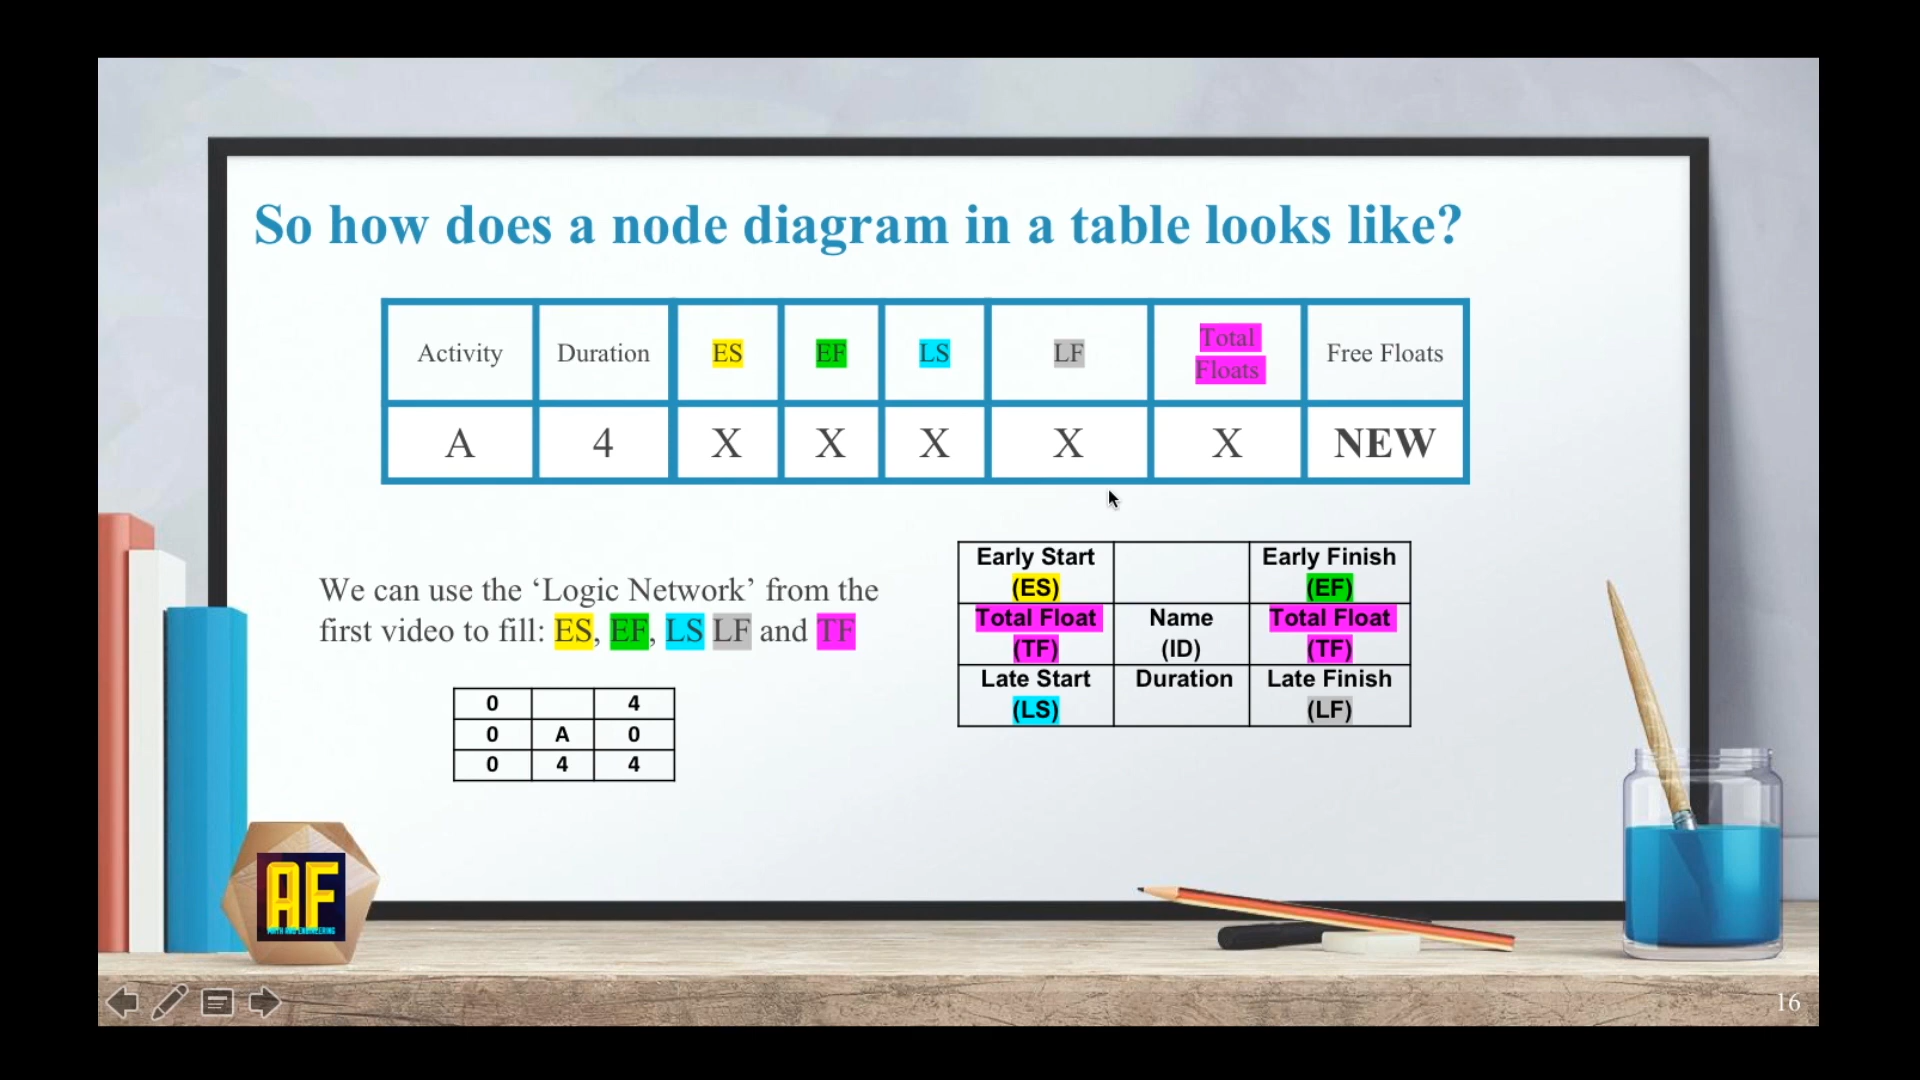 So how does a node diagram in a table looks like?
Activity Duration ES EF LS LF Total Floats Free Floats
A 4 X X X X X NEW
We can use the ‘Logic Network’ from the
first video to fill: ES, EF, LS LF and TF
0 4
0 A 0
0 4 4
Early Start (ES) Early Finish (EF)
Total Float (TF) Name (ID) Total Float (TF)
Late Start (LS) Duration Late Finish (LF)
AF
MATH AND ENGINEERING
16